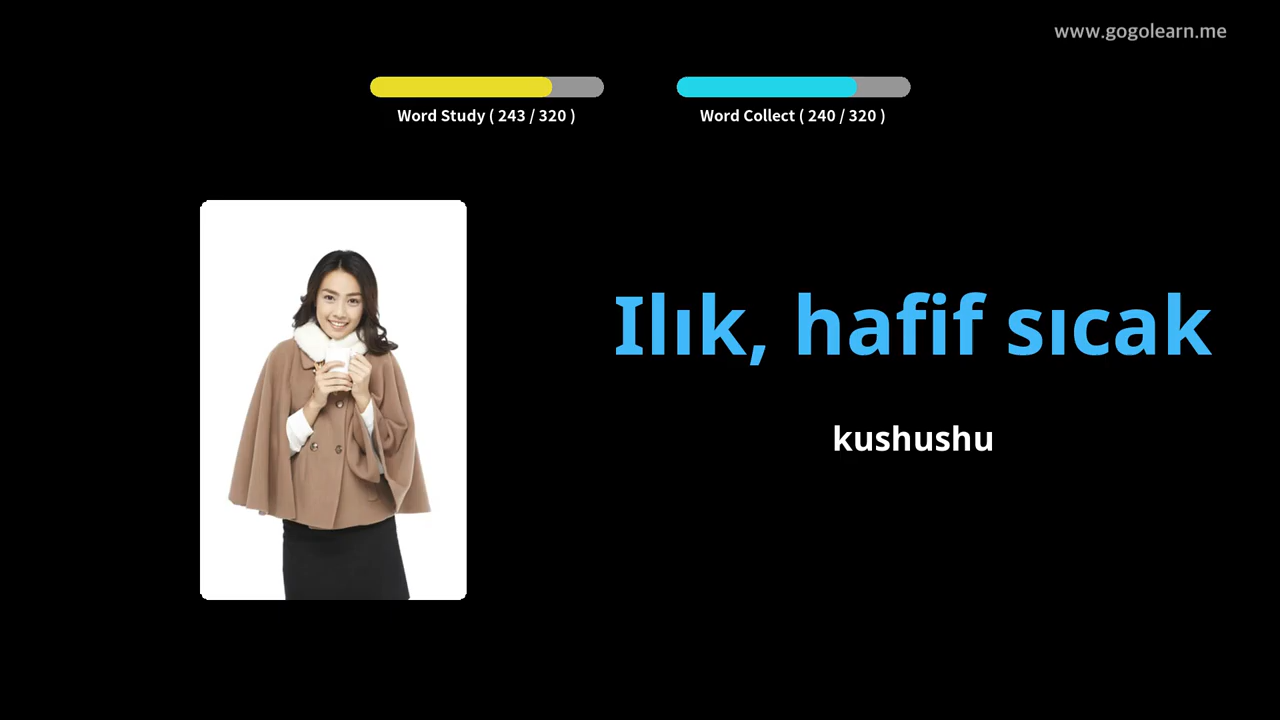 www.gogolearn.me
Word Study ( 243 / 320 )
Word Collect ( 240 / 320 )
Ilık, hafif sıcak
kushushu